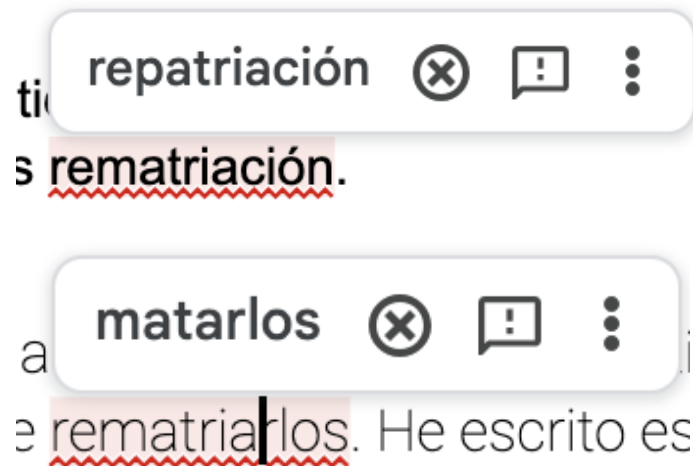 repatriación
s rematriación.
matarlos
a
e rematriarlos. He escrito es